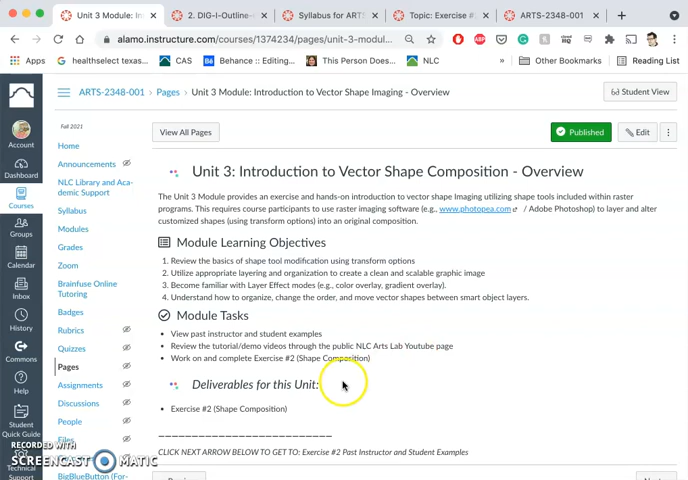 Unit 3 Module: In
2. DIG-I-Outline-
Syllabus for ARTS
Topic: Exercise #
ARTS-2348-001
alamo.instructure.com/courses/1374234/pages/unit-3-modul...
Apps
healthselect texas...
CAS
Behance :: Editing...
This Person Does...
NLC
»
Other Bookmarks
Reading List
ARTS-2348-001 › Pages › Unit 3 Module: Introduction to Vector Shape Imaging - Overview
Student View
Fall 2021
View All Pages
Published
Edit
Account
Dashboard
Courses
Groups
Calendar
Inbox
History
Commons
Help
Student Quick Guide
Technical Support
Home
Announcements
NLC Library and Aca-
demic Support
Syllabus
Modules
Grades
Zoom
Brainfuse Online
Tutoring
Badges
Rubrics
Quizzes
Pages
Assignments
Discussions
People
Files
BigBlueButton (For-
Unit 3: Introduction to Vector Shape Composition - Overview
The Unit 3 Module provides an exercise and hands-on introduction to vector shape Imaging utilizing shape tools included within raster
programs. This requires course participants to use raster imaging software (e.g., www.photopea.com / Adobe Photoshop) to layer and alter
customized shapes (using transform options) into an original composition.
Module Learning Objectives
1. Review the basics of shape tool modification using transform options
2. Utilize appropriate layering and organization to create a clean and scalable graphic image
3. Become familiar with Layer Effect modes (e.g., color overlay, gradient overlay).
4. Understand how to organize, change the order, and move vector shapes between smart object layers.
Module Tasks
• View past instructor and student examples
• Review the tutorial/demo videos through the public NLC Arts Lab Youtube page
• Work on and complete Exercise #2 (Shape Composition)
Deliverables for this Unit:
• Exercise #2 (Shape Composition)
CLICK NEXT ARROW BELOW TO GET TO: Exercise #2 Past Instructor and Student Examples
RECORDED WITH
SCREENCAST MATIC